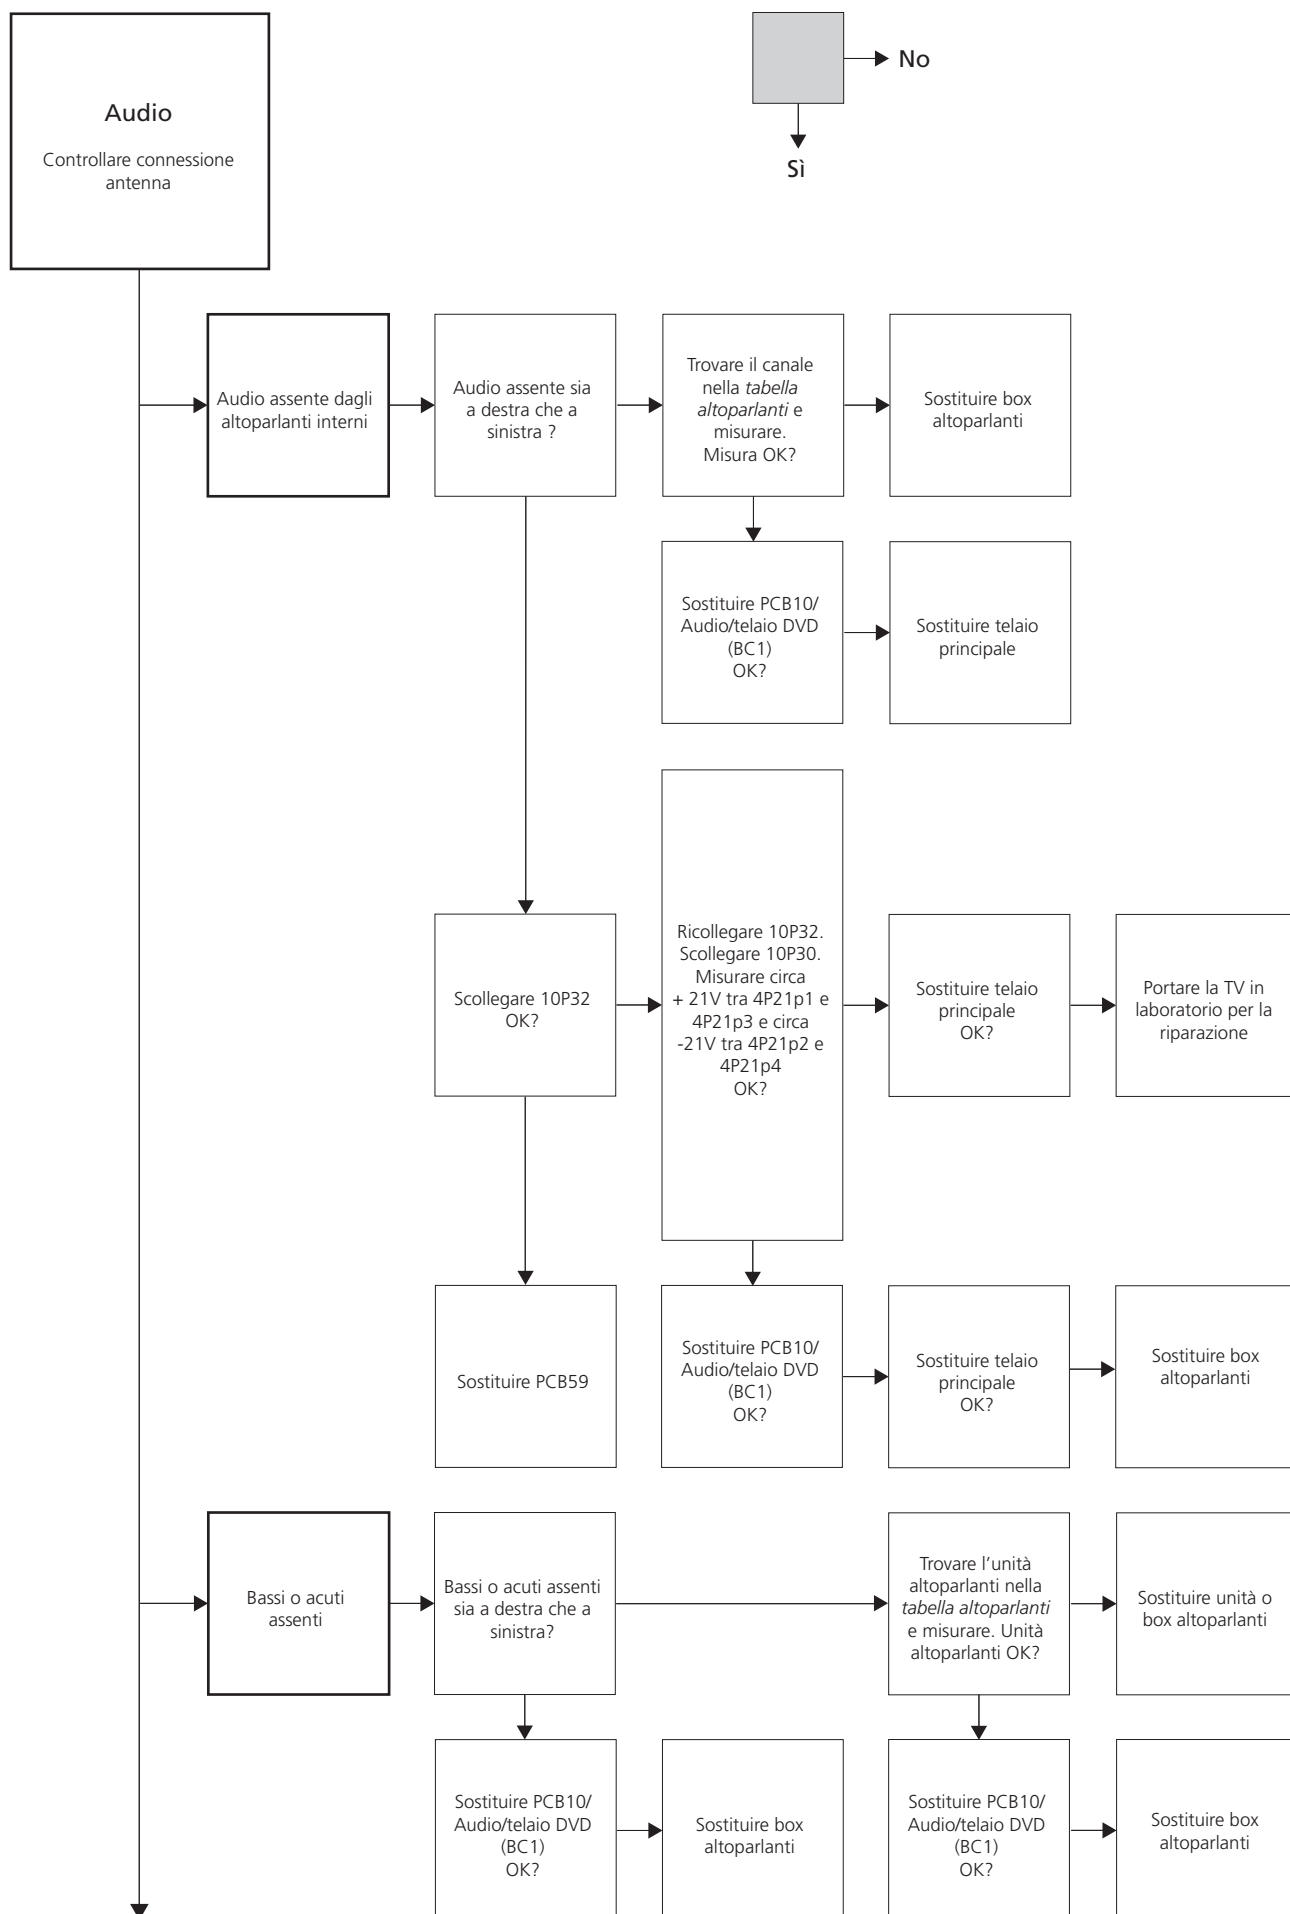 No
Sì
Audio
Controllare connessione
antenna
Audio assente dagli
altoparlanti interni
Audio assente sia
a destra che a
sinistra ?
Trovare il canale
nella tabella
altoparlanti e
misurare.
Misura OK?
Sostituire box
altoparlanti
Sostituire PCB10/
Audio/telaio DVD
(BC1)
OK?
Sostituire telaio
principale
Scollegare 10P32
OK?
Ricollegare 10P32.
Scollegare 10P30.
Misurare circa
+ 21V tra 4P21p1 e
4P21p3 e circa
-21V tra 4P21p2 e
4P21p4
OK?
Sostituire telaio
principale
OK?
Portare la TV in
laboratorio per la
riparazione
Sostituire PCB59
Sostituire PCB10/
Audio/telaio DVD
(BC1)
OK?
Sostituire telaio
principale
OK?
Sostituire box
altoparlanti
Bassi o acuti
assenti
Bassi o acuti assenti
sia a destra che a
sinistra?
Trovare l'unità
altoparlanti nella
tabella altoparlanti
e misurare. Unità
altoparlanti OK?
Sostituire unità o
box altoparlanti
Sostituire PCB10/
Audio/telaio DVD
(BC1)
OK?
Sostituire box
altoparlanti
Sostituire PCB10/
Audio/telaio DVD
(BC1)
OK?
Sostituire box
altoparlanti